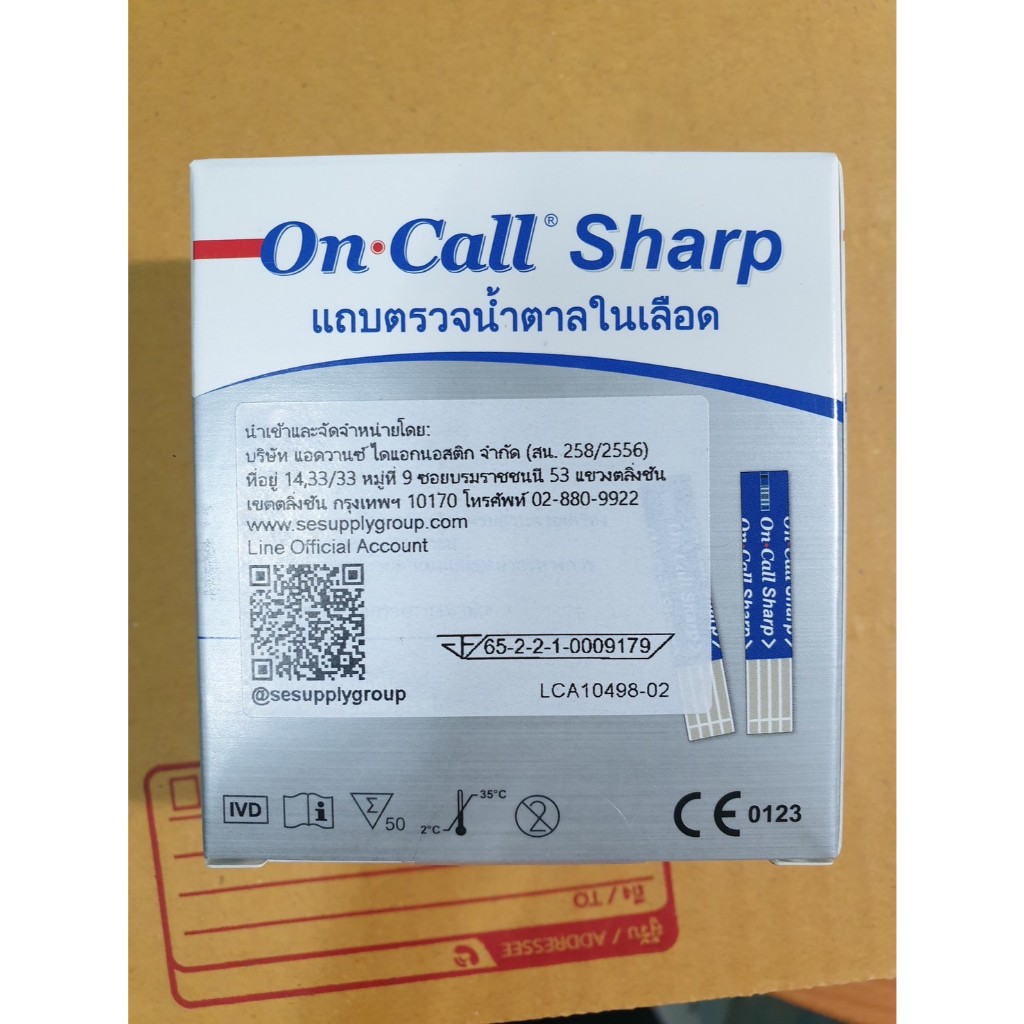 On·Call® Sharp
แถบตรวจน้ำตาลในเลือด
นำเข้าและจัดจำหน่ายโดย:
บริษัท แอดวานซ์ ไดแอกนอสติก จำกัด (สน. 258/2556)
ที่อยู่ 14,33/33 หมู่ที่ 9 ซอยบรมราชชนนี 53 แขวงตลิ่งชัน
เขตตลิ่งชัน กรุงเทพฯ 10170 โทรศัพท์ 02-880-9922
www.sesupplygroup.com
Line Official Account
65-2-2-1-0009179
@sesupplygroup
LCA10498-02
On·Call Sharp
On·Call Sharp
IVD
i
Σ 50
2°C 35°C
2
CE 0123
ถึง / TO
ผู้รับ / ADDRESSEE